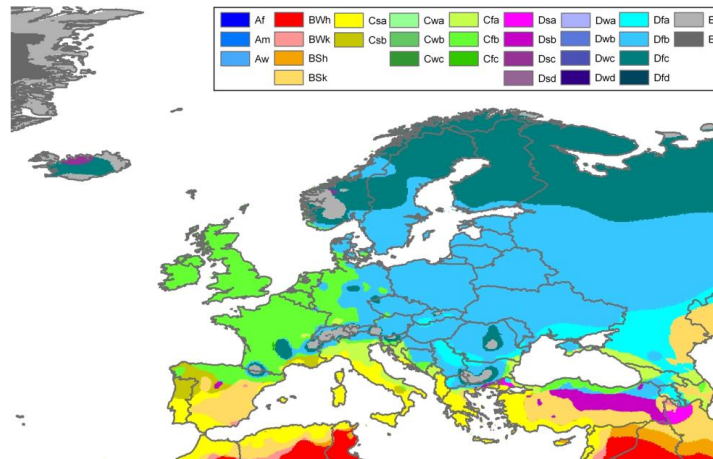 Af BWh Csa Cwa Cfa Dsa Dwa Dfa E
Am BWk Csb Cwb Cfb Dsb Dwb Dfb E
Aw BSh Cwc Cfc Dsc Dwc Dfc
BSk Dsd Dwd Dfd